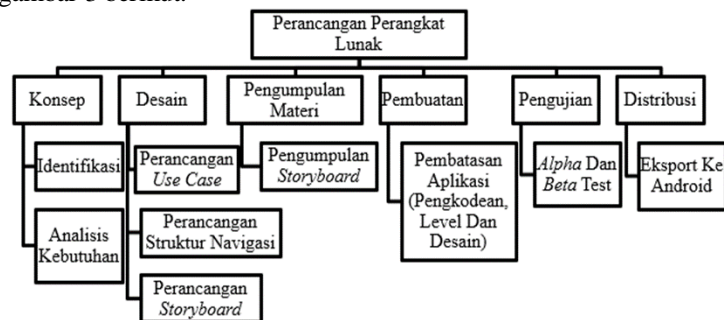 gambar 3 berikut.
Perancangan Perangkat
Lunak
Konsep
Desain
Pengumpulan
Materi
Pembuatan
Pengujian
Distribusi
Identifikasi
Analisis
Kebutuhan
Perancangan
Use Case
Perancangan
Struktur Navigasi
Perancangan
Storyboard
Pengumpulan
Storyboard
Pembatasan
Aplikasi
(Pengkodean,
Level Dan
Desain)
Alpha Dan
Beta Test
Eksport Ke
Android